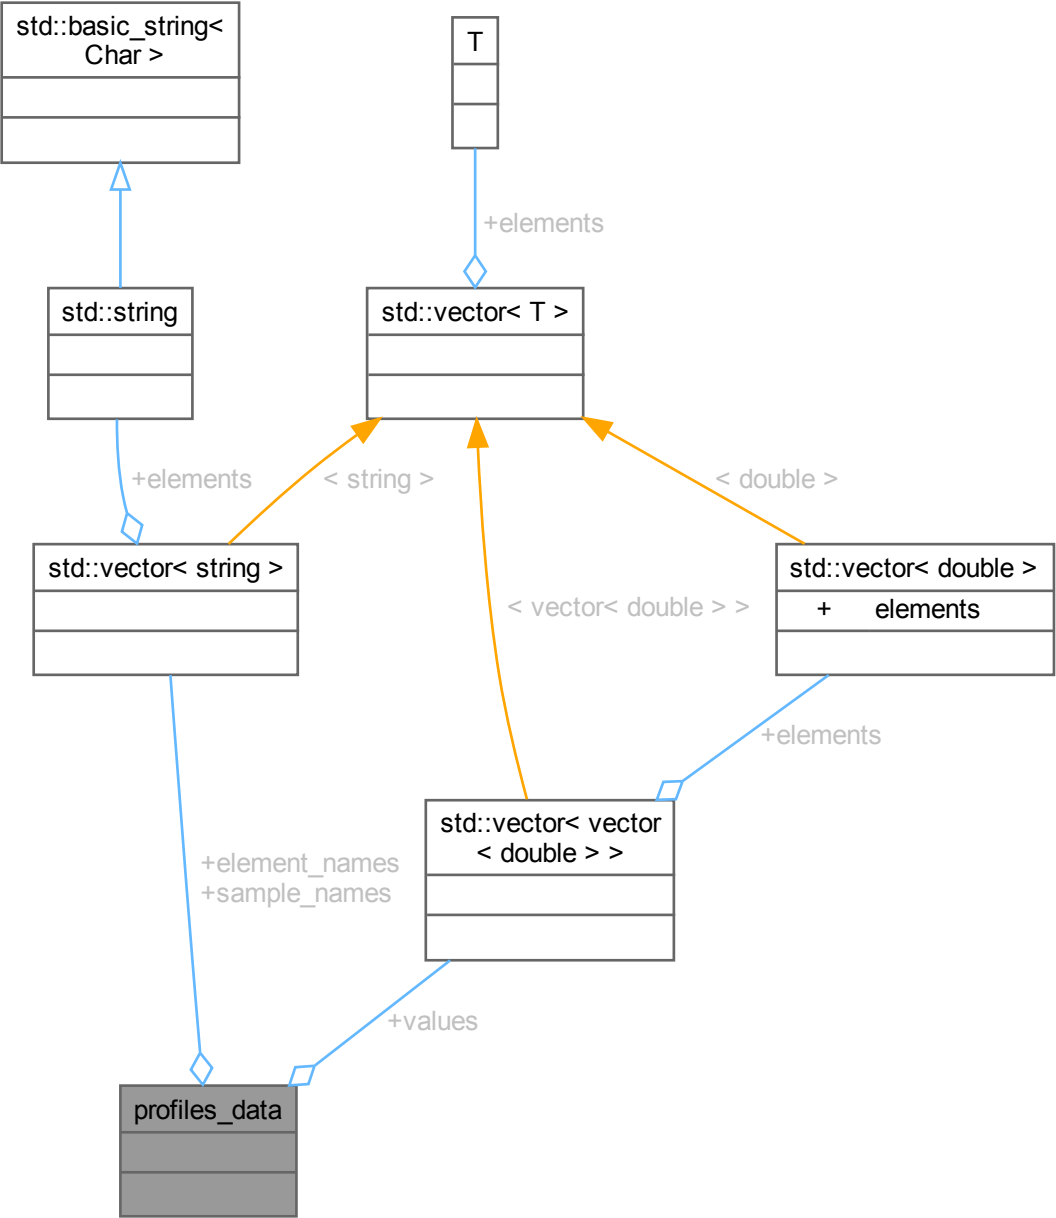 std::basic_string<
Char >
T
+elements
std::string
std::vector< T >
+elements
< string >
< double >
std::vector< string >
std::vector< double >
+ elements
< vector< double > >
+elements
std::vector< vector
< double > >
+element_names
+sample_names
+values
profiles_data